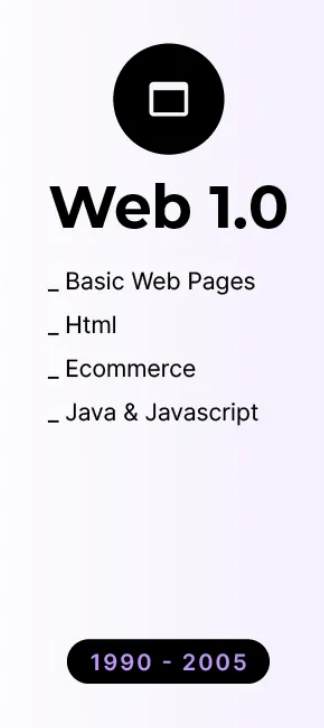 Web 1.0
_ Basic Web Pages
_ Html
_ Ecommerce
_ Java & Javascript
1990 - 2005